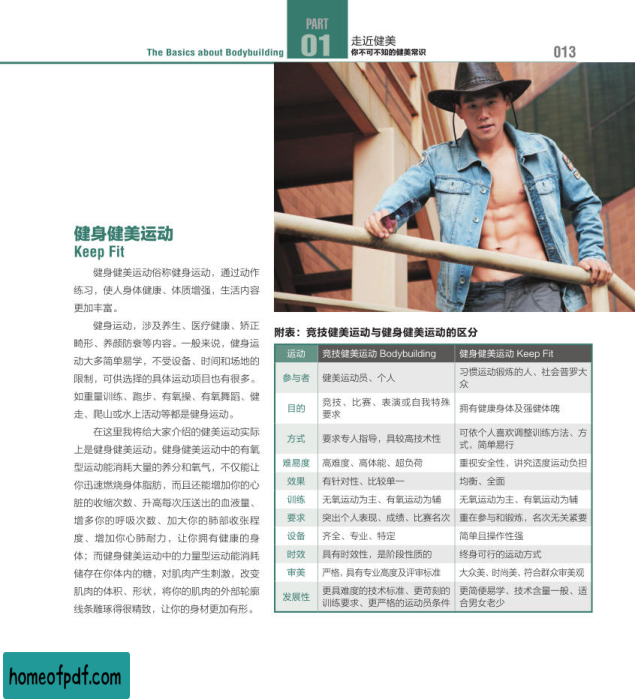 PART
01
The Basics about Bodybuilding
走近健美
你不可不知的健美常识
013
健身健美运动
Keep Fit
健身健美运动俗称健身运动，通过动作
练习，使人身体健康、体质增强，生活内容
更加丰富。
健身运动，涉及养生、医疗健康、矫正
畸形、养颜防衰等内容。一般来说，健身运
动大多简单易学，不受设备、时间和场地的
限制，可供选择的具体运动项目也有很多。
如重量训练、跑步、有氧操、有氧舞蹈、健
走、爬山或水上活动等都是健身运动。
在这里我将给大家介绍的健美运动实际
上是健身健美运动，健身健美运动中的有氧
型运动能消耗大量的养分和氧气，不仅能让
你迅速燃烧身体脂肪，而且还能增加你的心
脏的收缩次数、升高每次压送出的血液量、
增多你的呼吸次数、加大你的肺部收张程
度、增加你心肺耐力，让你拥有健康的身
体；而健身健美运动中的力量型运动能消耗
储存在你体内的糖，对肌肉产生刺激，改变
肌肉的体积、形状，将你的肌肉的外部轮廓
线条雕琢得很精致，让你的身材更加有形。
附表：竞技健美运动与健身健美运动的区分
运动 竞技健美运动 Bodybuilding 健身健美运动 Keep Fit
参与者 健美运动员、个人 习惯运动锻炼的人、社会普罗大
众
目的 竞技、比赛、表演或自我特殊
要求 拥有健康身体及强健体魄
方式 要求专人指导，具较高技术性 可依个人喜欢调整训练方法、方
式，简单易行
难易度 高难度、高体能、超负荷 重视安全性，讲究适度运动负担
效果 有针对性、比较单一 均衡、全面
训练 无氧运动为主、有氧运动为辅 无氧运动为主、有氧运动为辅
要求 突出个人表现、成绩、比赛名次 重在参与和锻炼，名次无关紧要
设备 齐全、专业、特定 简单且操作性强
时效 具有时效性，是阶段性质的 终身可行的运动方式
审美 严格，具有专业高度及评审标准 大众美、时尚美、符合群众审美观
发展性 更具难度的技术标准、更苛刻的
训练要求、更严格的运动员条件 更简便易学、技术含量一般、适
合男女老少
homeofpdf.com